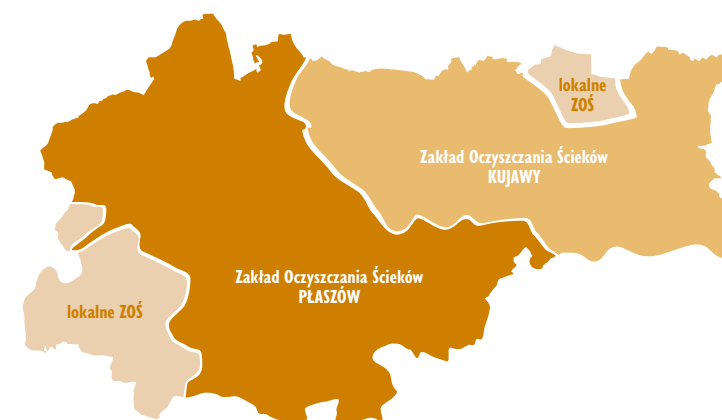 lokalne
ZOŚ
Zakład Oczyszczania Ścieków
KUJAWY
Zakład Oczyszczania Ścieków
PŁASZÓW
lokalne ZOŚ